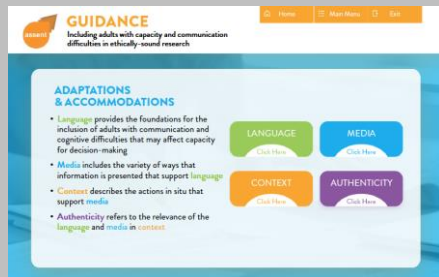 assent
GUIDANCE
Including adults with capacity and communication
difficulties in ethically-sound research
Home
Main Menu
Exit
ADAPTATIONS
& ACCOMMODATIONS
• Language provides the foundations for the
inclusion of adults with communication and
cognitive difficulties that may affect capacity
for decision-making
• Media includes the variety of ways that
information is presented that support language
• Context describes the actions in situ that
support media
• Authenticity refers to the relevance of the
language and media in context
LANGUAGE
Click Here
MEDIA
Click Here
CONTEXT
Click Here
AUTHENTICITY
Click Here